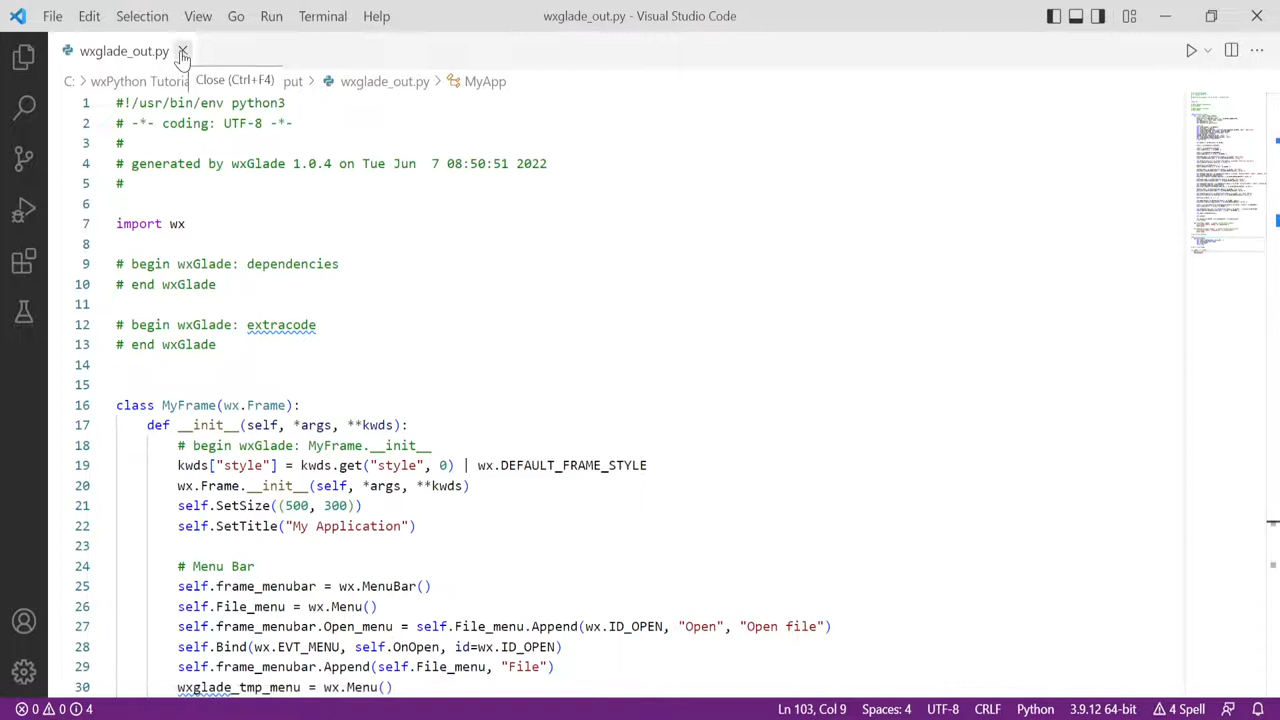 File Edit Selection View Go Run Terminal Help wxglade_out.py - Visual Studio Code
wxglade_out.py
Close (Ctrl+F4)
C: > wxPython Tutoria put > wxglade_out.py > MyApp
1 #!/usr/bin/env python3
2 # -*- coding: UTF-8 -*-
3 #
4 # generated by wxGlade 1.0.4 on Tue Jun 7 08:50:13 2022
5 #
6
7 import wx
8
9 # begin wxGlade: dependencies
10 # end wxGlade
11
12 # begin wxGlade: extracode
13 # end wxGlade
14
15
16 class MyFrame(wx.Frame):
17 def __init__(self, *args, **kwds):
18 # begin wxGlade: MyFrame.__init__
19 kwds["style"] = kwds.get("style", 0) | wx.DEFAULT_FRAME_STYLE
20 wx.Frame.__init__(self, *args, **kwds)
21 self.SetSize((500, 300))
22 self.SetTitle("My Application")
23
24 # Menu Bar
25 self.frame_menubar = wx.MenuBar()
26 self.File_menu = wx.Menu()
27 self.frame_menubar.Open_menu = self.File_menu.Append(wx.ID_OPEN, "Open", "Open file")
28 self.Bind(wx.EVT_MENU, self.OnOpen, id=wx.ID_OPEN)
29 self.frame_menubar.Append(self.File_menu, "File")
30 wxglade_tmp_menu = wx.Menu()
0 0 4 Ln 103, Col 9 Spaces: 4 UTF-8 CRLF Python 3.9.12 64-bit 4 Spell